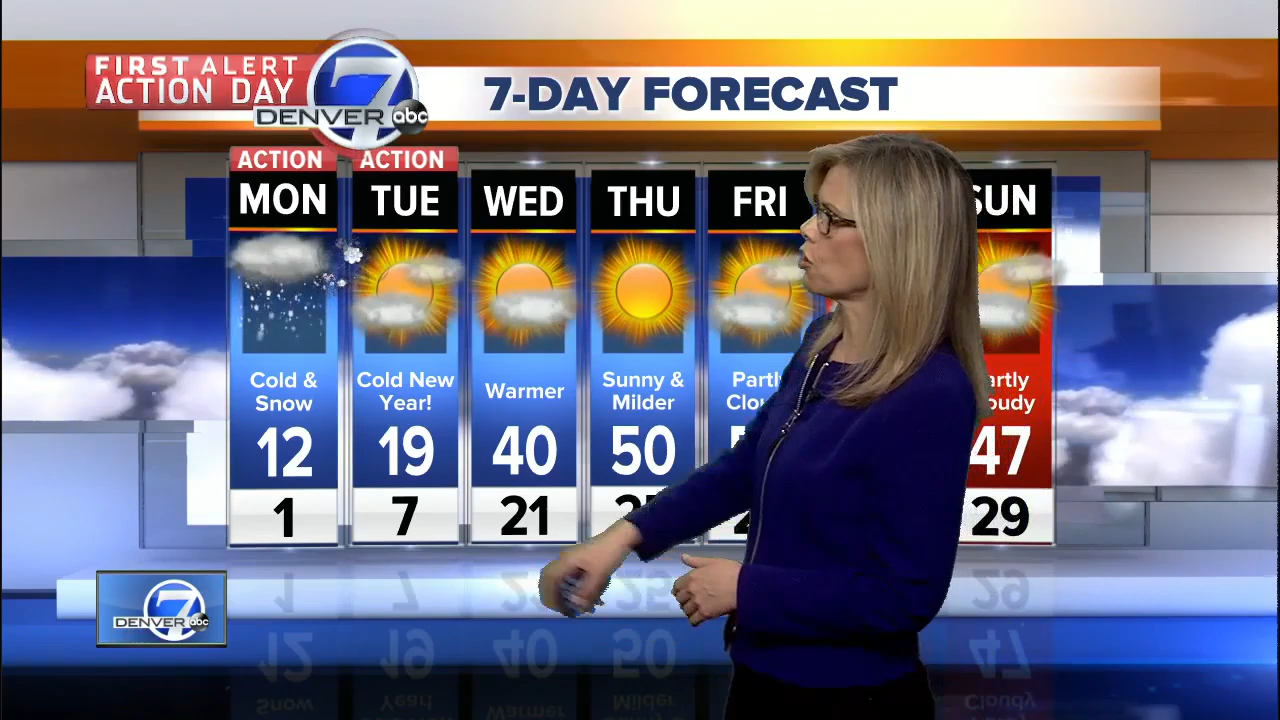 FIRST ALERT
ACTION DAY
7
DENVER abc
7-DAY FORECAST
ACTION ACTION
MON TUE WED THU FRI SUN
Cold & Snow
Cold New Year!
Warmer
Sunny & Milder
12 19 40 50 47
1 7 21 29
7
DENVER abc